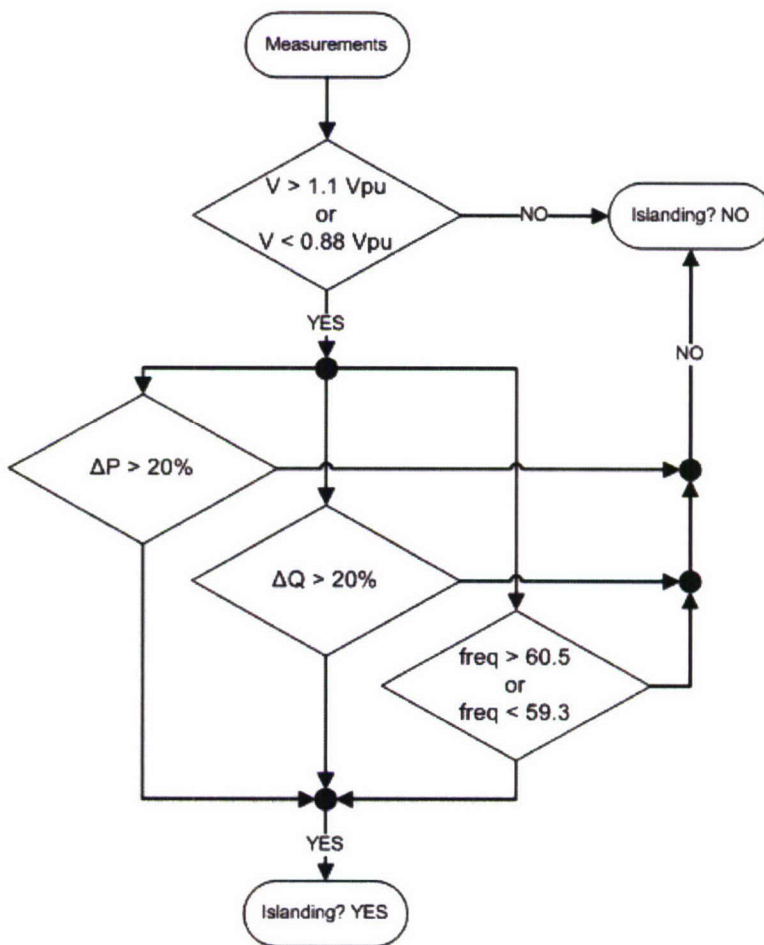 Measurements
V > 1.1 Vpu
or
V < 0.88 Vpu
NO
Islanding? NO
YES
NO
ΔP > 20%
ΔQ > 20%
freq > 60.5
or
freq < 59.3
YES
Islanding? YES